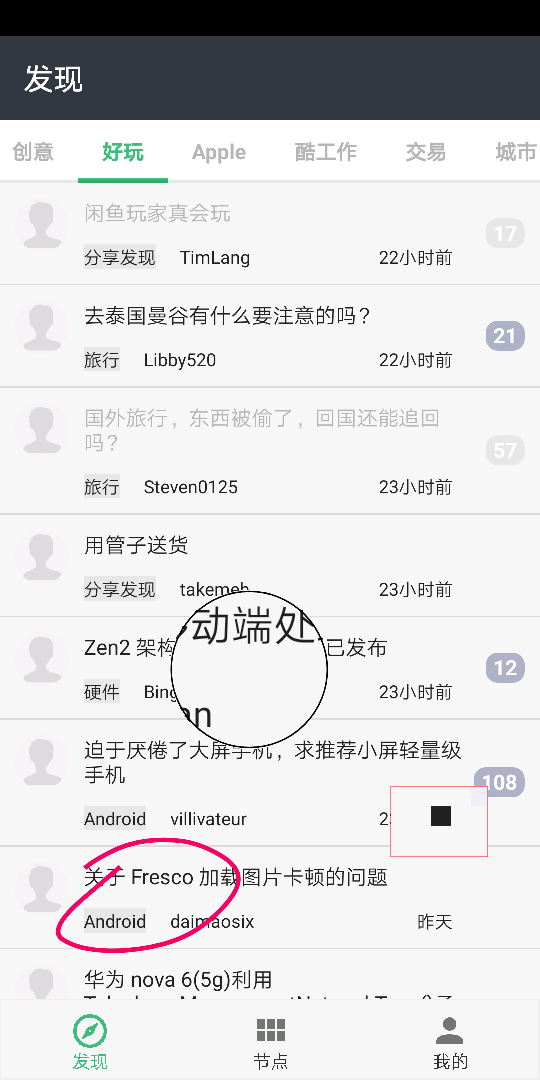 发现
创意 好玩 Apple 酷工作 交易 城市
闲鱼玩家真会玩
17
分享发现 TimLang 22小时前
去泰国曼谷有什么要注意的吗？
21
旅行 Libby520 22小时前
国外旅行，东西被偷了，回国还能追回
吗？
57
旅行 Steven0125 23小时前
用管子送货
分享发现 takemeh 23小时前
动端处
Zen2 架构 已发布
12
硬件 Bing 23小时前
en
迫于厌倦了大屏手机，求推荐小屏轻量级
手机
108
Android villivateur 2
关于 Fresco 加载图片卡顿的问题
Android daimaosix 昨天
华为 nova 6(5g)利用
发现 节点 我的